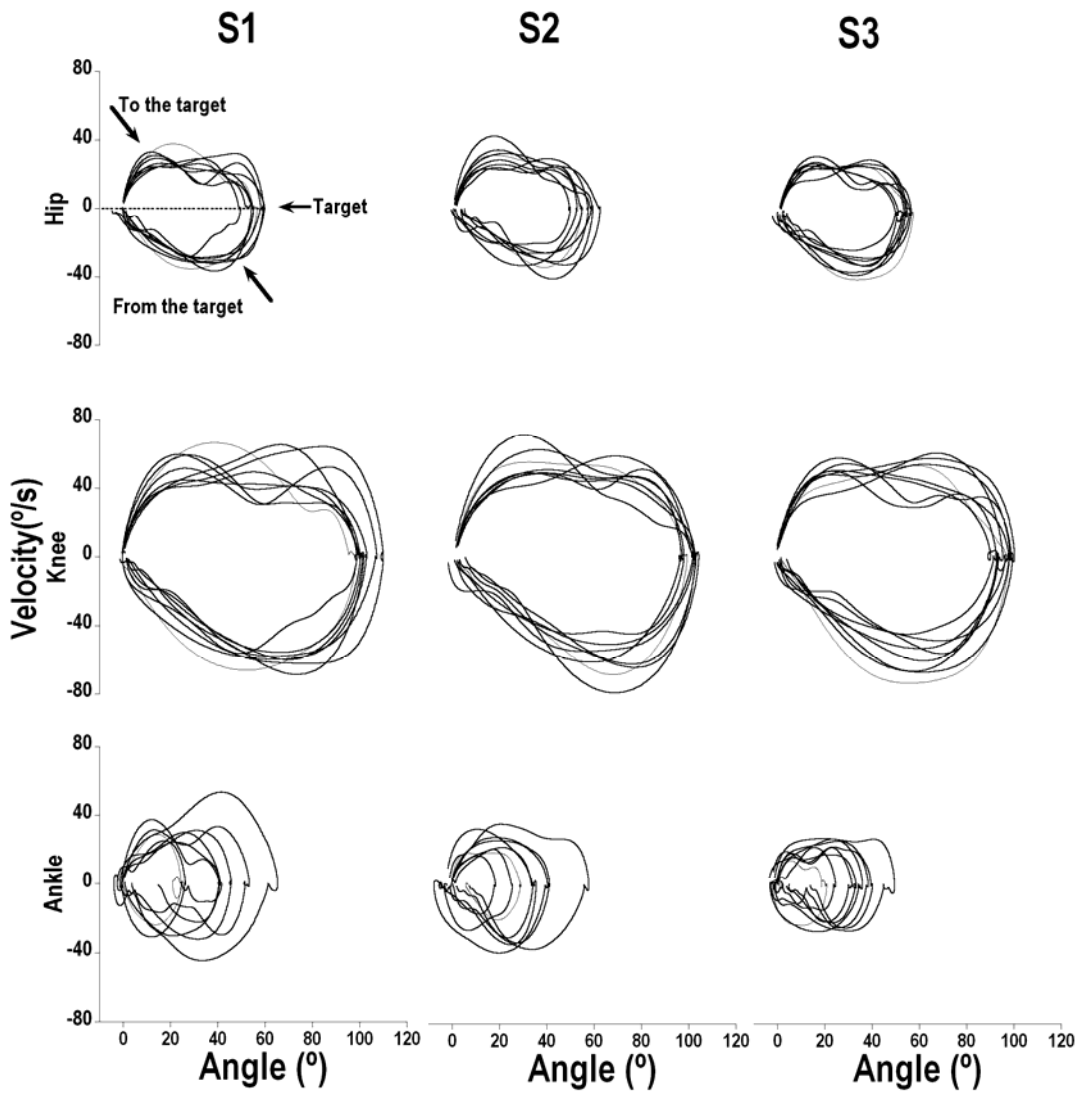 S1 S2 S3
80
To the target
40
Hip
0
Target
-40
From the target
-80
80
40
Velocity(º/s)
Knee
0
-40
-80
80
40
Ankle
0
-40
-80
0 20 40 60 80 100 120 0 20 40 60 80 100 120 0 20 40 60 80 100 120
Angle (º) Angle (º) Angle (º)